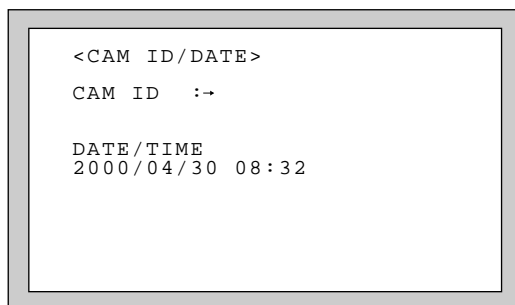 <CAM ID/DATE>
CAM ID :→
DATE/TIME
2000/04/30 08:32